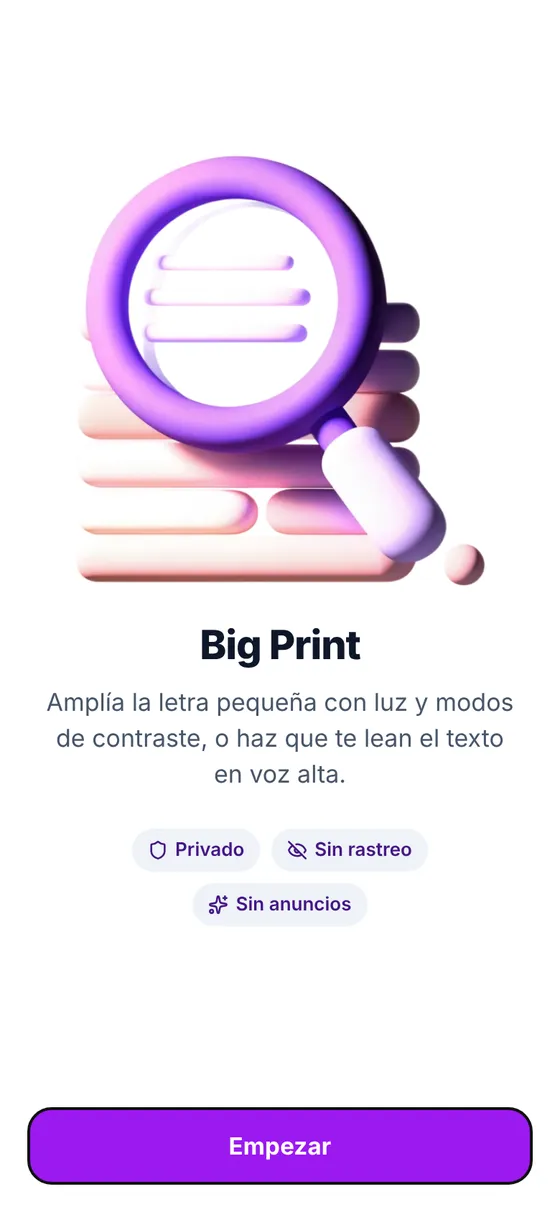 Big Print
Amplía la letra pequeña con luz y modos
de contraste, o haz que te lean el texto
en voz alta.
Privado
Sin rastreo
Sin anuncios
Empezar